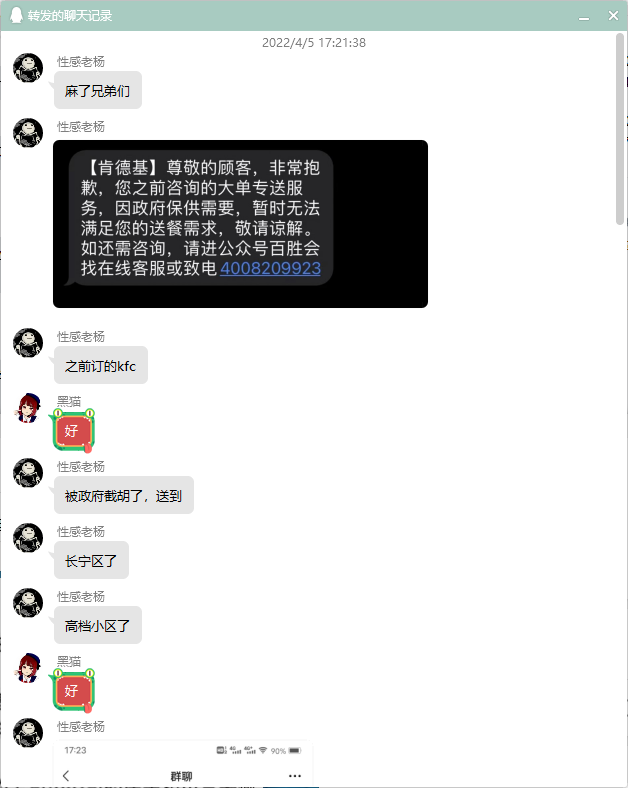 转发的聊天记录
2022/4/5 17:21:38
性感老杨
麻了兄弟们
性感老杨
【肯德基】尊敬的顾客，非常抱
歉，您之前咨询的大单专送服
务，因政府保供需要，暂时无法
满足您的送餐需求，敬请谅解。
如还需咨询，请进公众号百胜会
找在线客服或致电4008209923
性感老杨
之前订的kfc
黑猫
好
性感老杨
被政府截胡了，送到
性感老杨
长宁区了
性感老杨
高档小区了
黑猫
好
性感老杨
17:23 90%
群聊